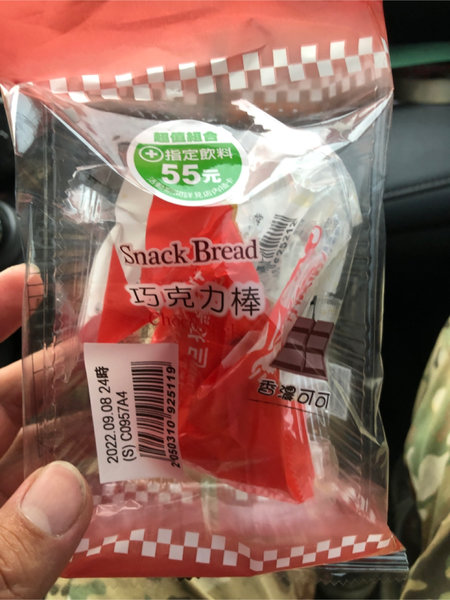 超值組合
+指定飲料
55元
Snack Bread
巧克力棒
香濃可可
2022.09.08 24時
(S) C0957A4
2050310 925119